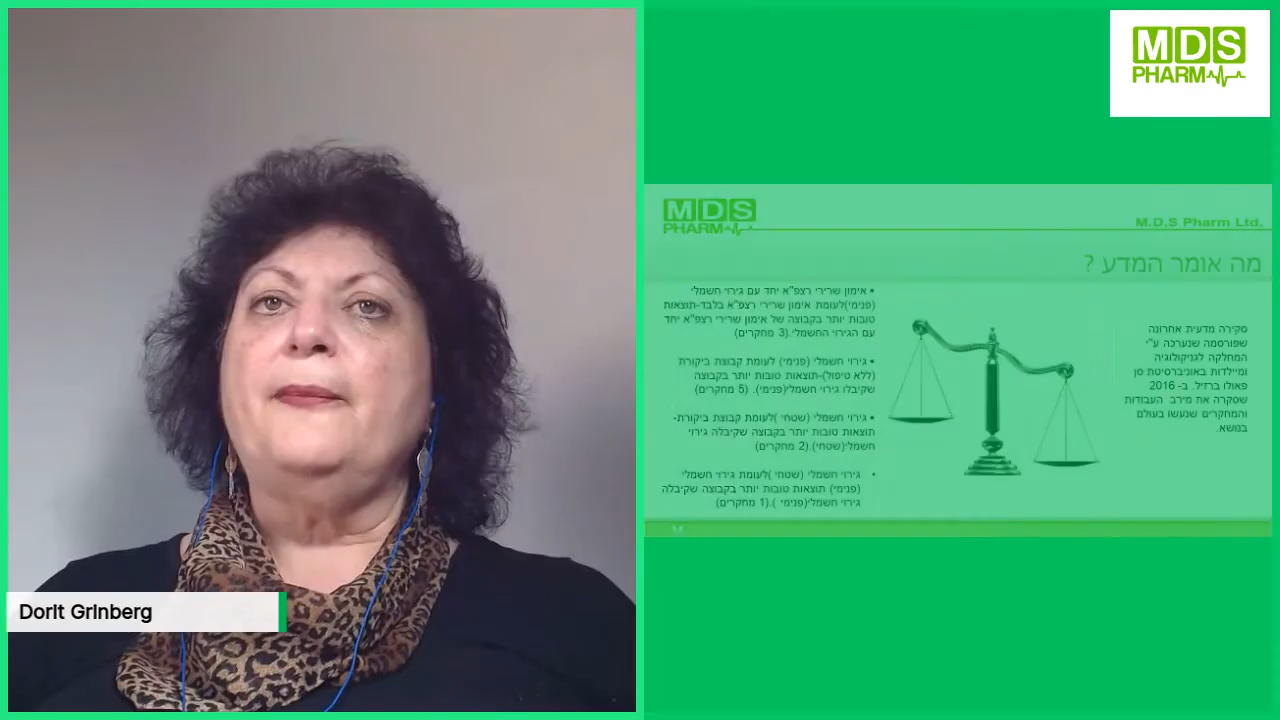 Dorit Grinberg
MDS
PHARM
MDS
PHARM
M.D.S Pharm Ltd.
מה אומר המדע ?
סקירה מדעית אחרונה
שפורסמה שנערכה ע"י
המחלקה לגניקולוגיה
ומיילדות באוניברסיטת סן
פאולו ברזיל. ב- 2016
שסקרה את מירב העבודות
והמחקרים שנעשו בעולם
בנושא.
• אימון שרירי רצפ"א יחד עם גירוי חשמלי
(פנימי)לעומת אימון שרירי רצפ"א בלבד-תוצאות
טובות יותר בקבוצה של אימון שרירי רצפ"א יחד
עם הגירוי החשמלי.(3 מחקרים)
• גירוי חשמלי (פנימי) לעומת קבוצת ביקורת
(ללא טיפול)-תוצאות טובות יותר בקבוצה
שקיבלו גירוי חשמלי(פנימי). (5 מחקרים)
• גירוי חשמלי (שטחי )לעומת קבוצת ביקורת-
תוצאות טובות יותר בקבוצה שקיבלה גירוי
חשמלי(שטחי).(2 מחקרים)
• גירוי חשמלי (שטחי )לעומת גירוי חשמלי
(פנימי) תוצאות טובות יותר בקבוצה שקיבלה
גירוי חשמלי(פנימי ).(1 מחקרים)